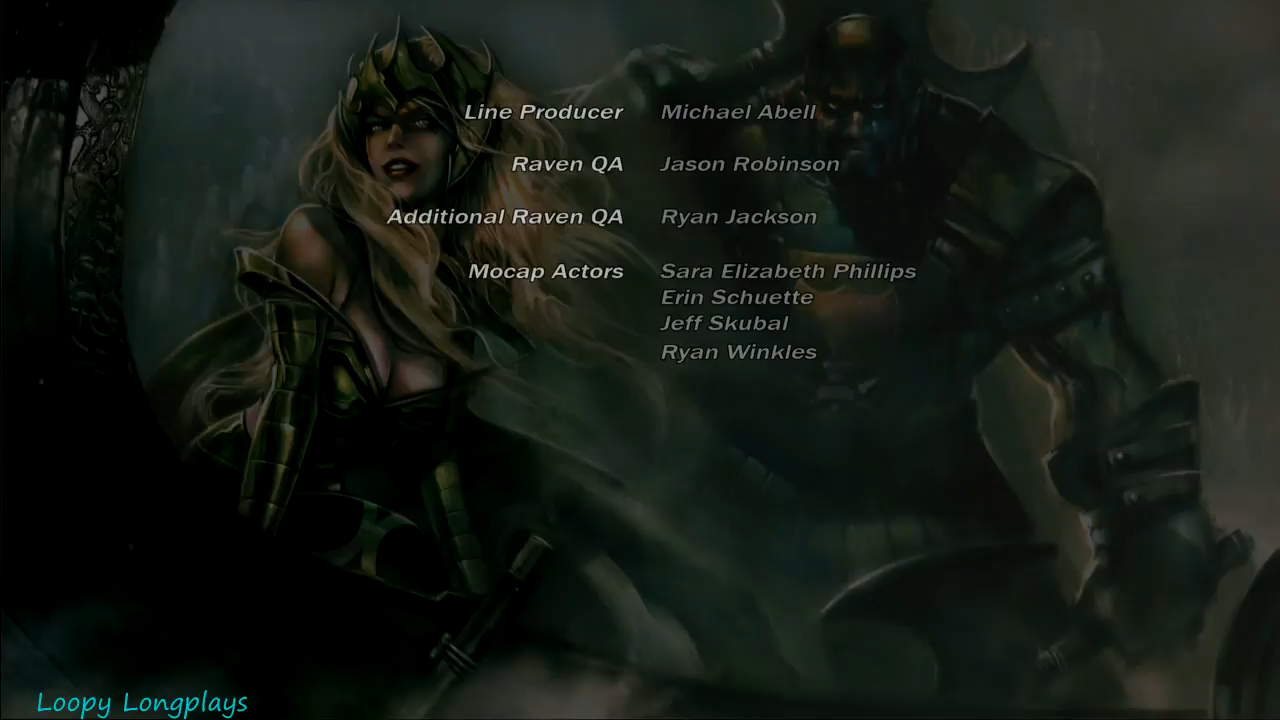 Line Producer Michael Abell
Raven QA Jason Robinson
Additional Raven QA Ryan Jackson
Mocap Actors Sara Elizabeth Phillips
Erin Schuette
Jeff Skubal
Ryan Winkles
Loopy Longplays